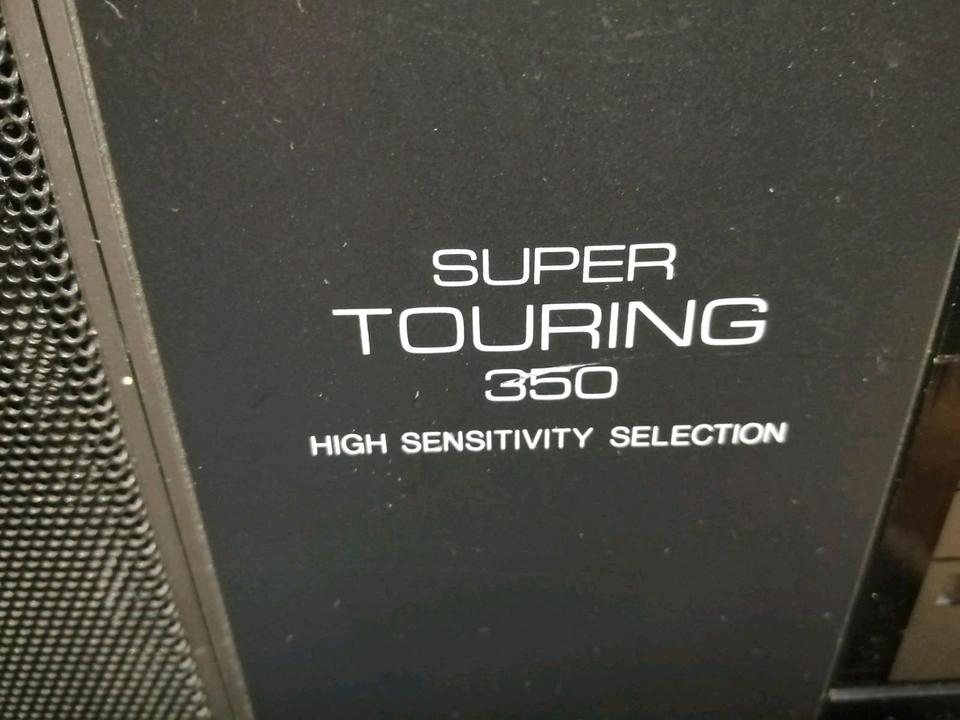 SUPER
TOURING
350
HIGH SENSITIVITY SELECTION